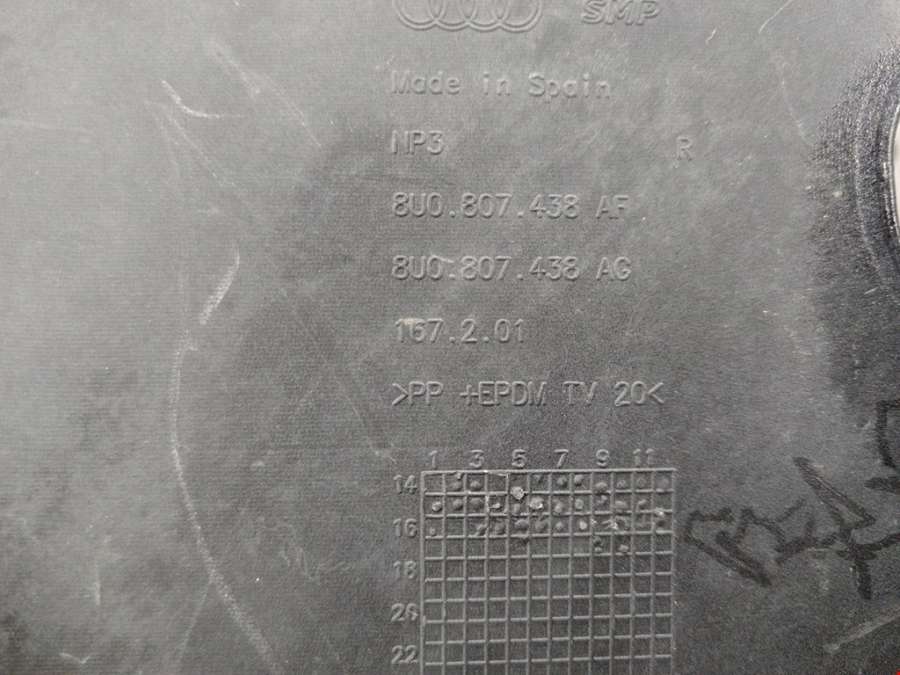 SMP
Made in Spain
NP3 R
8U0.807.438 AF
8U0.807.438 AG
167.2.01
>PP +EPDM TV 20<
1 3 5 7 9 11
14
16
18
20
22